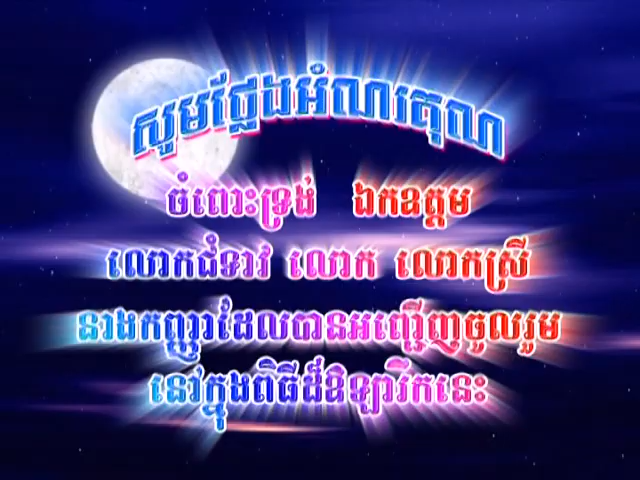 សូមថ្លែងអំណរគុណ
ចំពោះទ្រង់ ឯកឧត្តម
លោកជំទាវ លោក លោកស្រី
នាងកញ្ញាដែលបានអញ្ជើញចូលរួម
នៅក្នុងពិធីដ៏ឱឡារិកនេះ